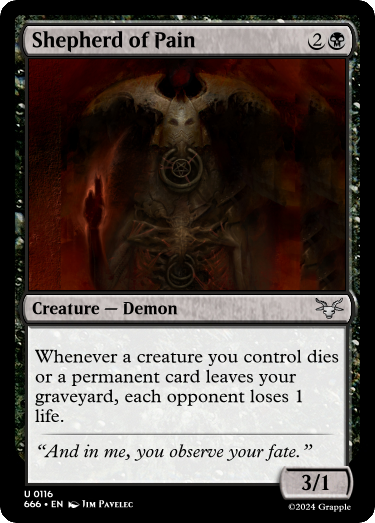 Shepherd of Pain 2
Creature — Demon
Whenever a creature you control dies
or a permanent card leaves your
graveyard, each opponent loses 1
life.
“And in me, you observe your fate.”
3/1
U 0116
666 • EN Jim Pavelec
©2024 Grapple